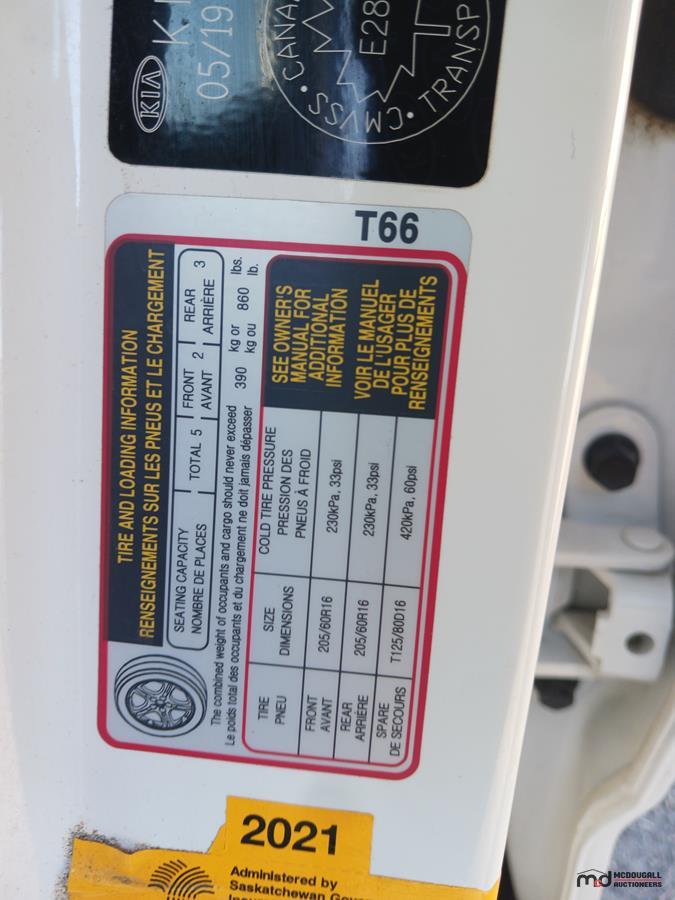 KIA
05/19
CANA
CMVSS
TRANSP
E28
T66
TIRE AND LOADING INFORMATION
RENSEIGNEMENTS SUR LES PNEUS ET LE CHARGEMENT
SEATING CAPACITY
NOMBRE DE PLACES
TOTAL 5
FRONT 2
AVANT
REAR 3
ARRIÈRE
The combined weight of occupants and cargo should never exceed 390 kg or 860 lbs.
Le poids total des occupants et du chargement ne doit jamais dépasser kg ou lb.
TIRE
PNEU
SIZE
DIMENSIONS
COLD TIRE PRESSURE
PRESSION DES
PNEUS À FROID
FRONT
AVANT
205/60R16
230kPa, 33psi
REAR
ARRIÈRE
205/60R16
230kPa, 33psi
SPARE
DE SECOURS
T125/80D16
420kPa, 60psi
SEE OWNER'S
MANUAL FOR
ADDITIONAL
INFORMATION
VOIR LE MANUEL
DE L'USAGER
POUR PLUS DE
RENSEIGNEMENTS
2021
Administered by
Saskatchewan Gove
md MCDOUGALL
AUCTIONEERS